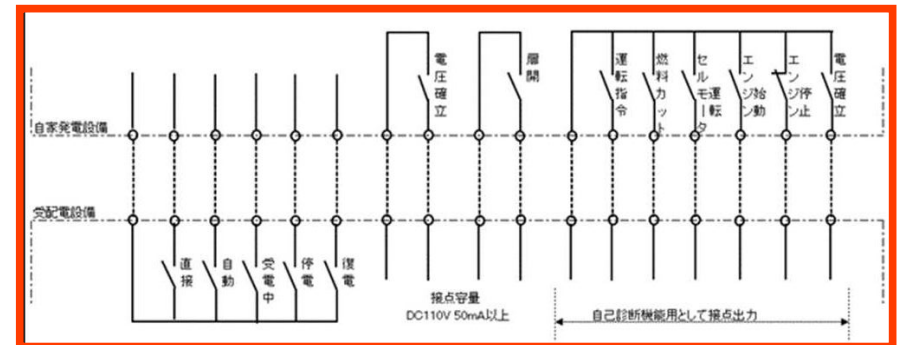 電圧確立
扉開
運転指令
燃料カット
セルモータ運転
エンジン始動
エンジン停止
電圧確立
自家発電設備
受配電設備
直接
自動
受電中
停電
復電
接点容量
DC110V 50mA以上
自己診断機能用として接点出力